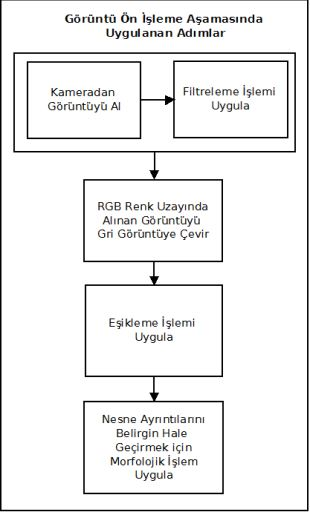 Görüntü Ön İşleme Aşamasında
Uygulanan Adımlar
Kameradan
Görüntüyü Al
Filtreleme İşlemi
Uygula
RGB Renk Uzayında
Alınan Görüntüyü
Gri Görüntüye Çevir
Eşikleme İşlemi
Uygula
Nesne Ayrıntılarını
Belirgin Hale
Geçirmek için
Morfolojik İşlem
Uygula